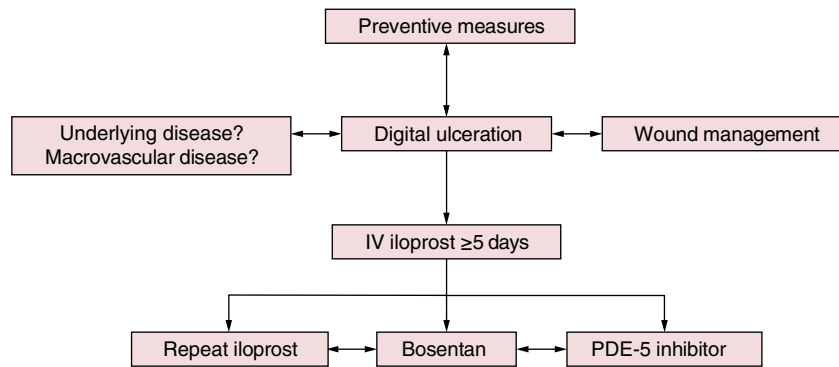 Preventive measures
Underlying disease?
Macrovascular disease?
Digital ulceration
Wound management
IV iloprost ≥5 days
Repeat iloprost
Bosentan
PDE-5 inhibitor